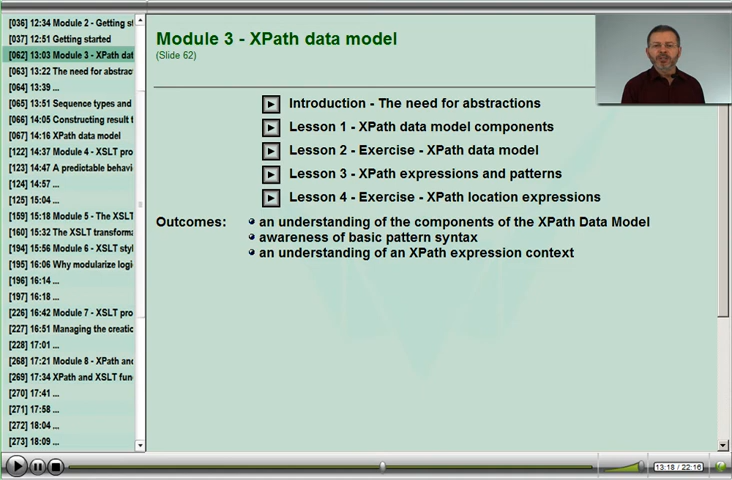 [036] 12:34 Module 2 - Getting st
[037] 12:51 Getting started
[062] 13:03 Module 3 - XPath dat
[063] 13:22 The need for abstrac
[064] 13:39 ...
[065] 13:51 Sequence types and
[066] 14:05 Constructing result t
[067] 14:16 XPath data model
[122] 14:37 Module 4 - XSLT pro
[123] 14:47 A predictable behavi
[124] 14:57 ...
[125] 15:04 ...
[159] 15:18 Module 5 - The XSLT
[160] 15:32 The XSLT transforma
[194] 15:56 Module 6 - XSLT styl
[195] 16:06 Why modularize logi
[196] 16:14 ...
[197] 16:18 ...
[226] 16:42 Module 7 - XSLT pro
[227] 16:51 Managing the creatio
[228] 17:01 ...
[268] 17:21 Module 8 - XPath and
[269] 17:34 XPath and XSLT fun
[270] 17:41 ...
[271] 17:58 ...
[272] 18:04 ...
[273] 18:09 ...
Module 3 - XPath data model
(Slide 62)
Introduction - The need for abstractions
Lesson 1 - XPath data model components
Lesson 2 - Exercise - XPath data model
Lesson 3 - XPath expressions and patterns
Lesson 4 - Exercise - XPath location expressions
Outcomes: an understanding of the components of the XPath Data Model
awareness of basic pattern syntax
an understanding of an XPath expression context
13:18 / 22:16